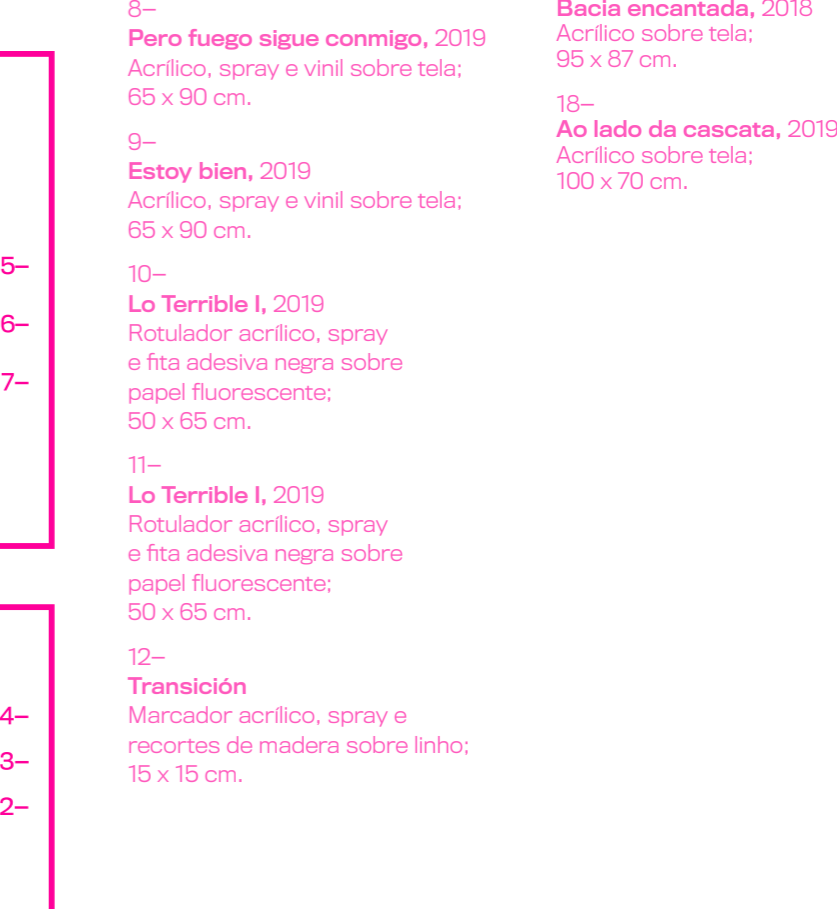 5–
6–
7–
4–
3–
2–
8–
Pero fuego sigue conmigo, 2019
Acrílico, spray e vinil sobre tela;
65 x 90 cm.
9–
Estoy bien, 2019
Acrílico, spray e vinil sobre tela;
65 x 90 cm.
10–
Lo Terrible I, 2019
Rotulador acrílico, spray
e fita adesiva negra sobre
papel fluorescente;
50 x 65 cm.
11–
Lo Terrible I, 2019
Rotulador acrílico, spray
e fita adesiva negra sobre
papel fluorescente;
50 x 65 cm.
12–
Transición
Marcador acrílico, spray e
recortes de madera sobre linho;
15 x 15 cm.
Bacia encantada, 2018
Acrílico sobre tela;
95 x 87 cm.
18–
Ao lado da cascata, 2019
Acrílico sobre tela;
100 x 70 cm.